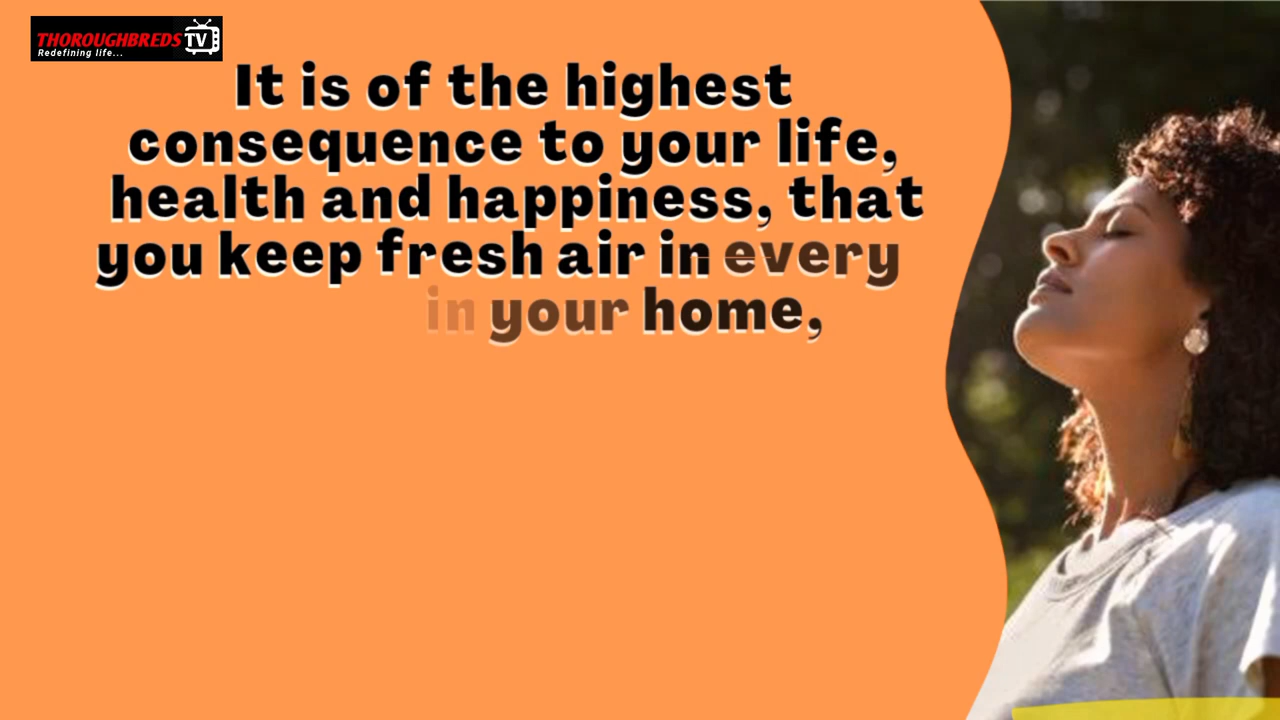 THOROUGHBREDS TV
Redefining life...
It is of the highest
consequence to your life,
health and happiness, that
you keep fresh air in every
in your home,